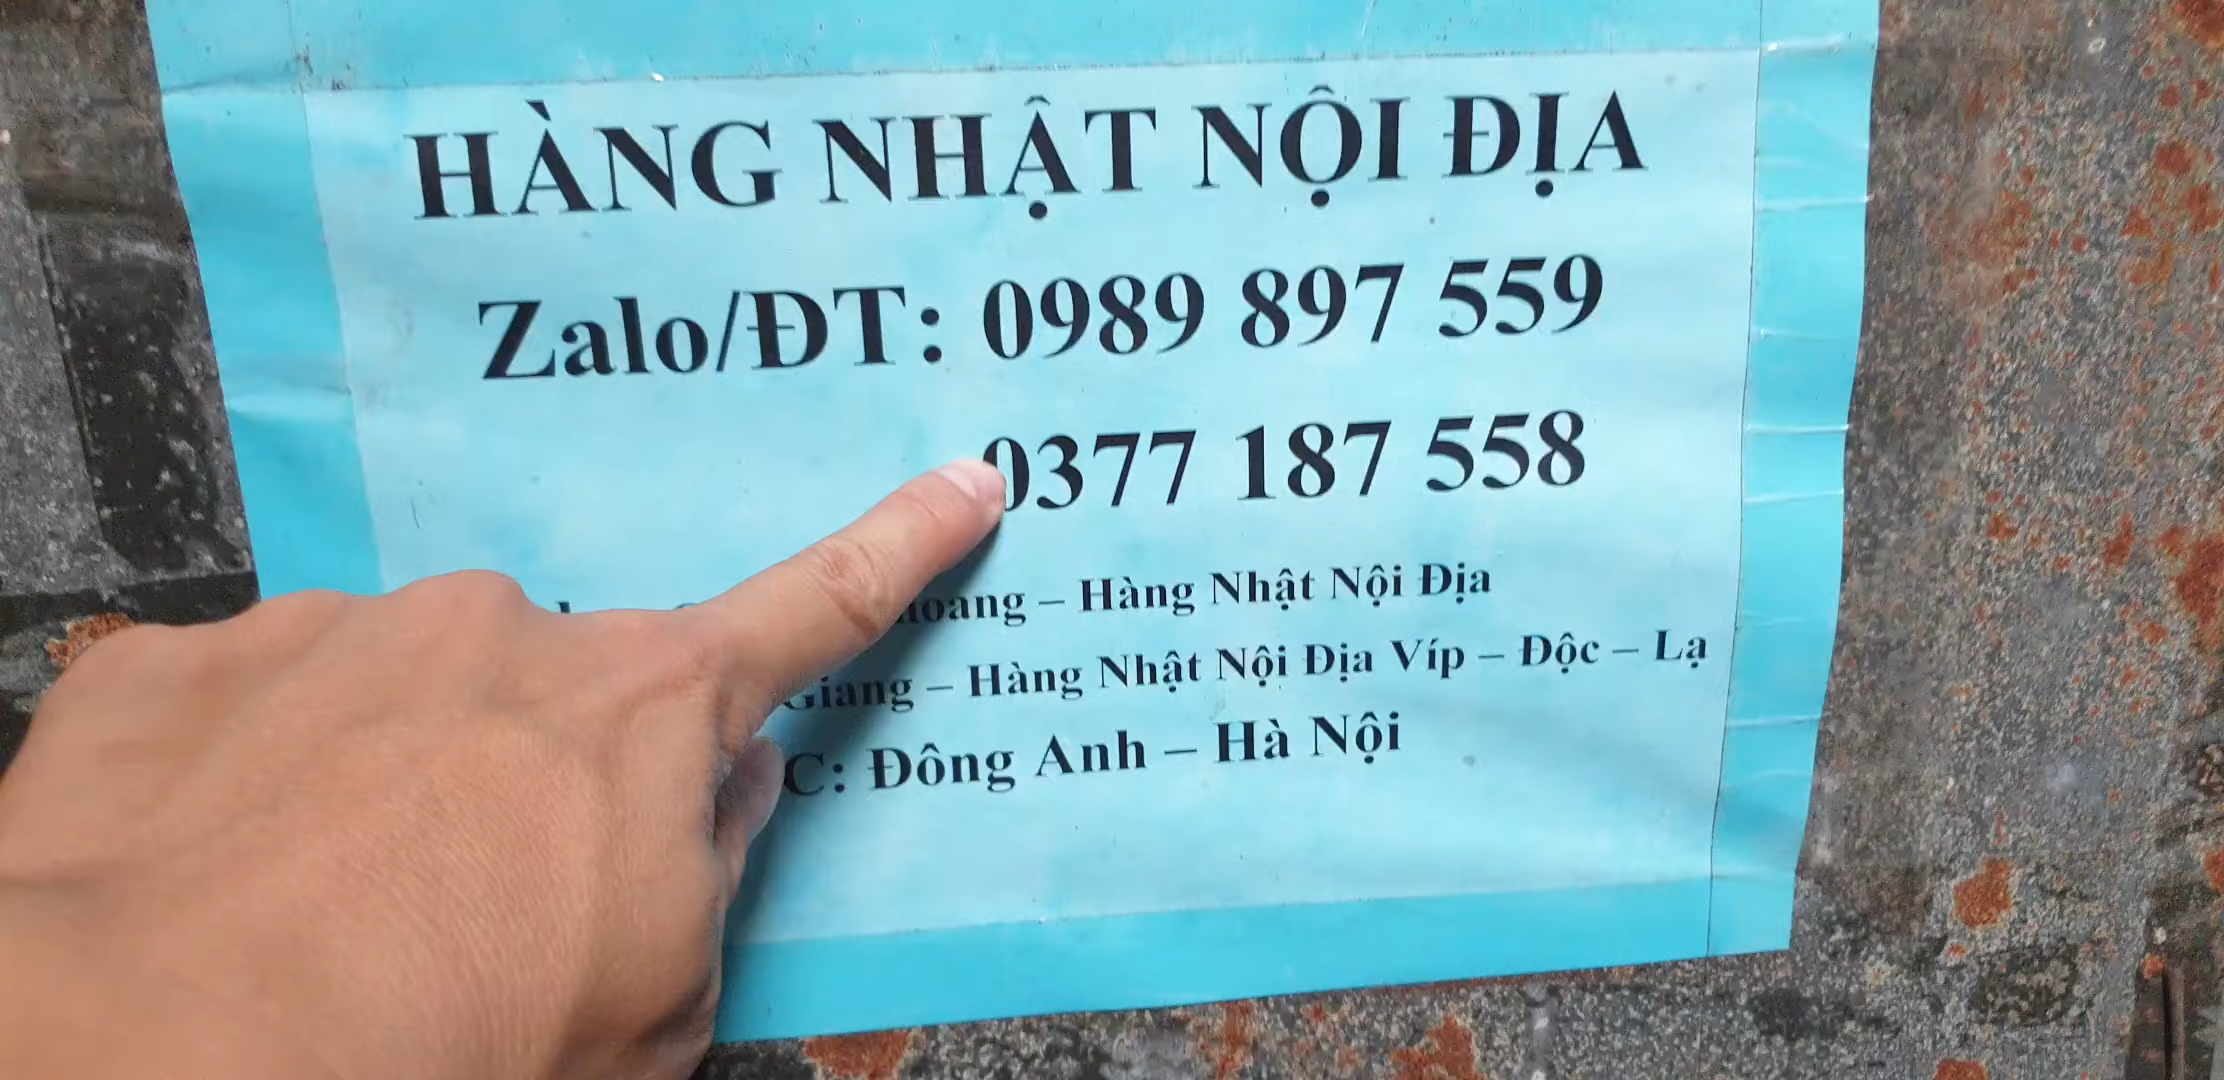 HÀNG NHẬT NỘI ĐỊA
Zalo/ĐT: 0989 897 559
0377 187 558
– Hàng Nhật Nội Địa
Giang – Hàng Nhật Nội Địa Víp – Độc – Lạ
Đông Anh – Hà Nội